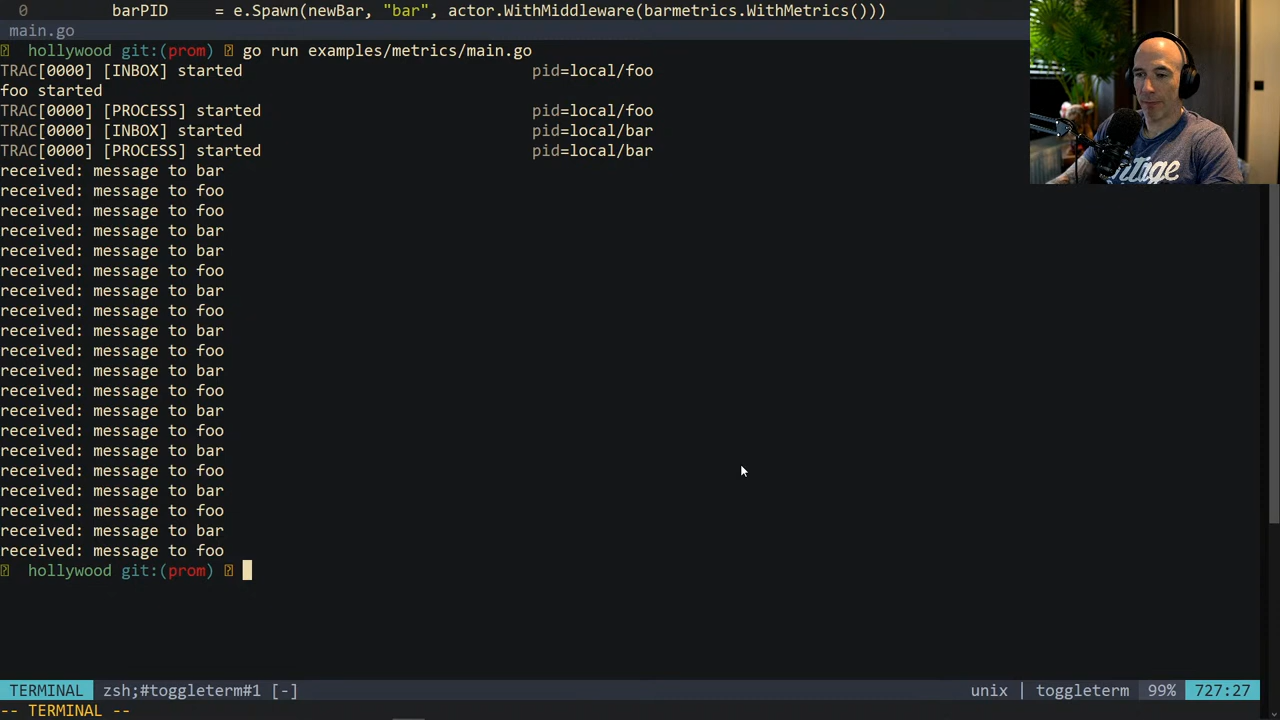 0 barPID = e.Spawn(newBar, "bar", actor.WithMiddleware(barmetrics.WithMetrics()))
main.go
hollywood git:(prom) go run examples/metrics/main.go
TRAC[0000] [INBOX] started pid=local/foo
foo started
TRAC[0000] [PROCESS] started pid=local/foo
TRAC[0000] [INBOX] started pid=local/bar
TRAC[0000] [PROCESS] started pid=local/bar
received: message to bar
received: message to foo
received: message to foo
received: message to bar
received: message to bar
received: message to foo
received: message to bar
received: message to foo
received: message to bar
received: message to foo
received: message to bar
received: message to foo
received: message to bar
received: message to foo
received: message to bar
received: message to foo
received: message to bar
received: message to foo
received: message to bar
received: message to foo
hollywood git:(prom)
TERMINAL zsh;#toggleterm#1 [-] unix | toggleterm 99% 727:27
-- TERMINAL --